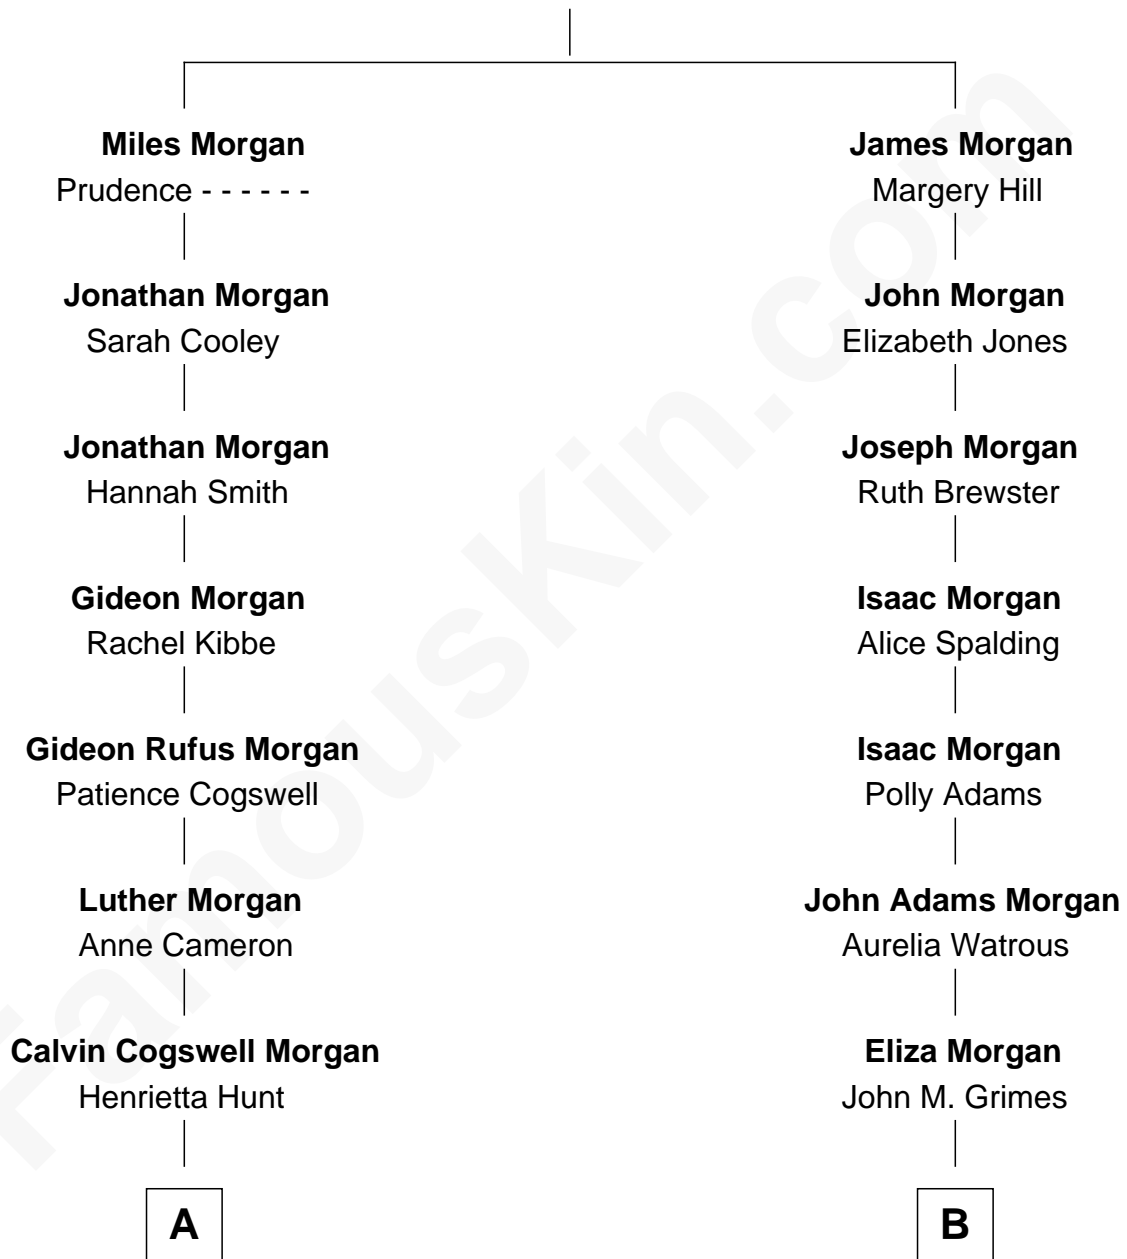 Miles Morgan
Prudence - - - - - -
Jonathan Morgan
Sarah Cooley
Jonathan Morgan
Hannah Smith
Gideon Morgan
Rachel Kibbe
Gideon Rufus Morgan
Patience Cogswell
Luther Morgan
Anne Cameron
Calvin Cogswell Morgan
Henrietta Hunt
A
James Morgan
Margery Hill
John Morgan
Elizabeth Jones
Joseph Morgan
Ruth Brewster
Isaac Morgan
Alice Spalding
Isaac Morgan
Polly Adams
John Adams Morgan
Aurelia Watrous
Eliza Morgan
John M. Grimes
B
FamousKin.com